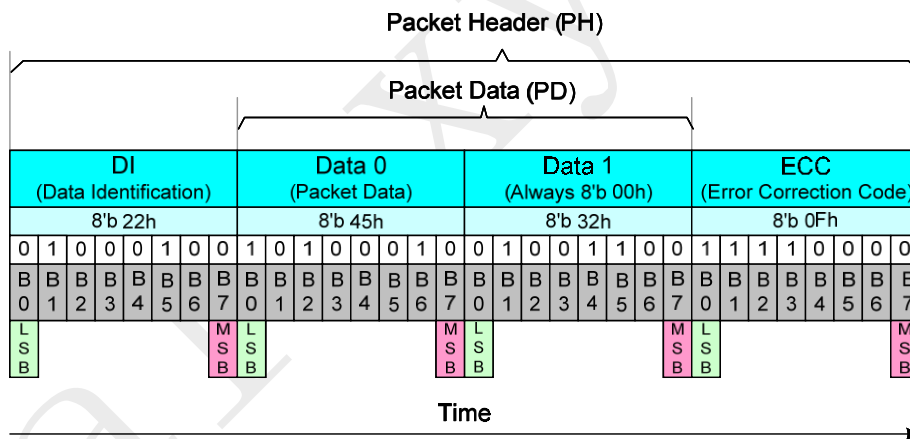 Packet Header (PH)
Packet Data (PD)
DI Data 0 Data 1 ECC
(Data Identification) (Packet Data) (Always 8'b 00h) (Error Correction Code)
8'b 22h 8'b 45h 8'b 32h 8'b 0Fh
0 1 0 0 0 1 0 0 1 0 1 0 0 0 1 0 0 1 0 0 1 1 0 0 1 1 1 1 0 0 0 0
B0 B1 B2 B3 B4 B5 B6 B7 B0 B1 B2 B3 B4 B5 B6 B7 B0 B1 B2 B3 B4 B5 B6 B7 B0 B1 B2 B3 B4 B5 B6 B7
LSB MSB LSB MSB LSB MSB LSB MSB
Time